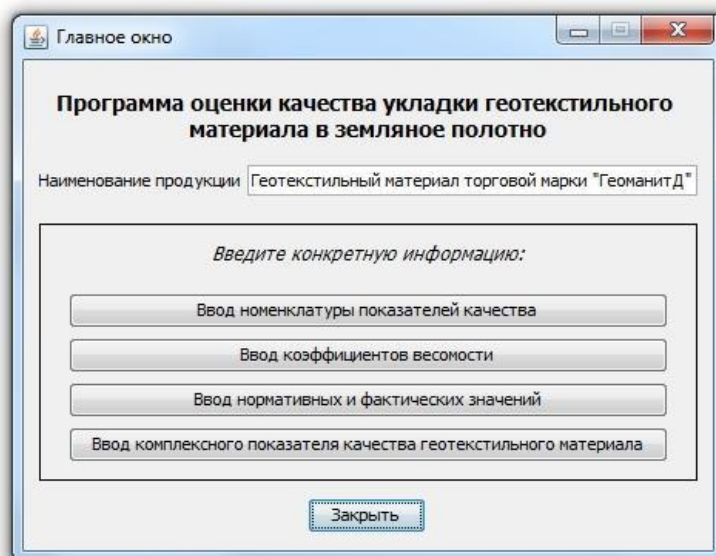 Главное окно
Программа оценки качества укладки геотекстильного
материала в земляное полотно
Наименование продукции Геотекстильный материал торговой марки "ГеоманитД"
Введите конкретную информацию:
Ввод номенклатуры показателей качества
Ввод коэффициентов весомости
Ввод нормативных и фактических значений
Ввод комплексного показателя качества геотекстильного материала
Закрыть